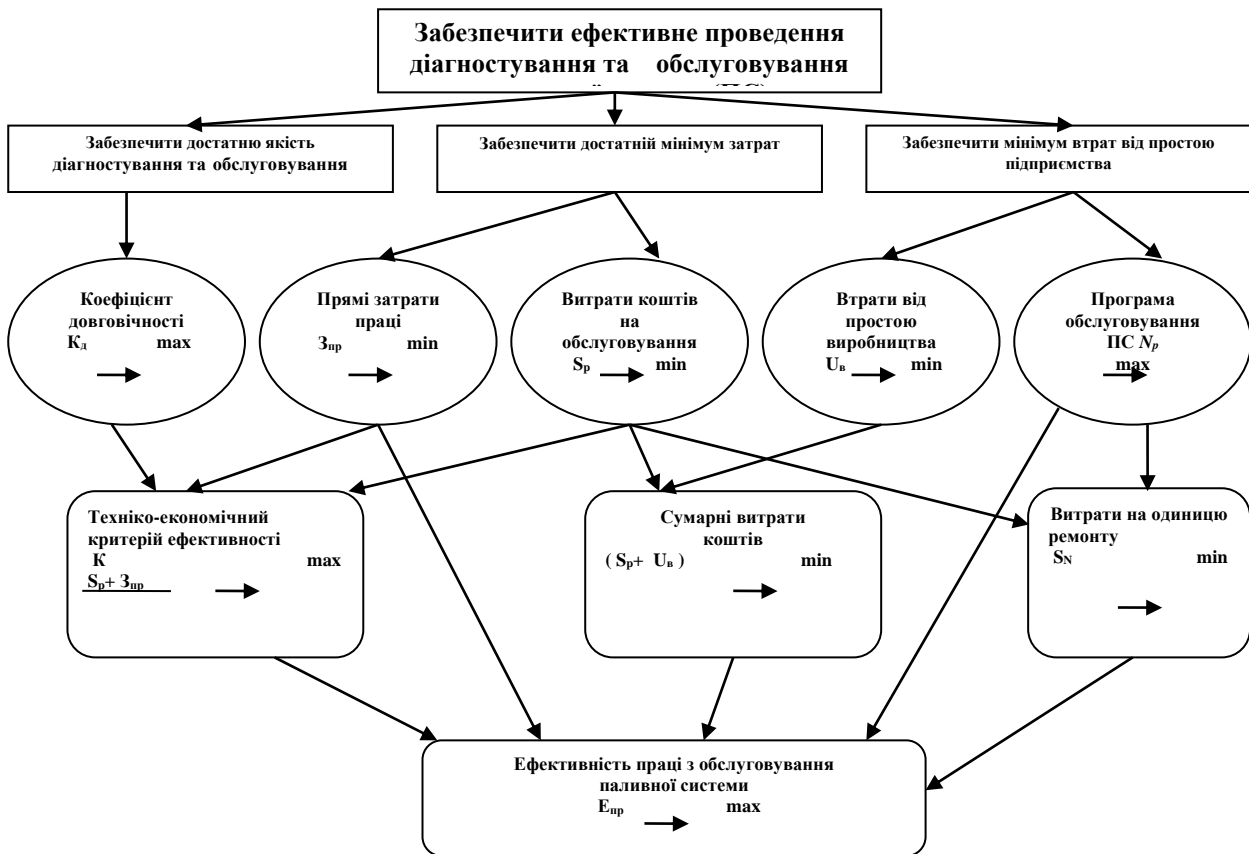 Забезпечити ефективне проведення
діагностування та обслуговування
Забезпечити достатню якість
діагностування та обслуговування
Забезпечити достатній мінімум затрат
Забезпечити мінімум втрат від простою
підприємства
Коефіцієнт
довговічності
Kд max
Прямі затрати
праці
Зпр min
Витрати коштів
на
обслуговування
Sр min
Втрати від
простою
виробництва
Uв min
Програма
обслуговування
ПС Np
max
Техніко-економічний
критерій ефективності
К max
Sр+ Зпр
Сумарні витрати
коштів
( Sр+ Uв ) min
Витрати на одиницю
ремонту
SN min
Ефективність праці з обслуговування
паливної системи
Епр max